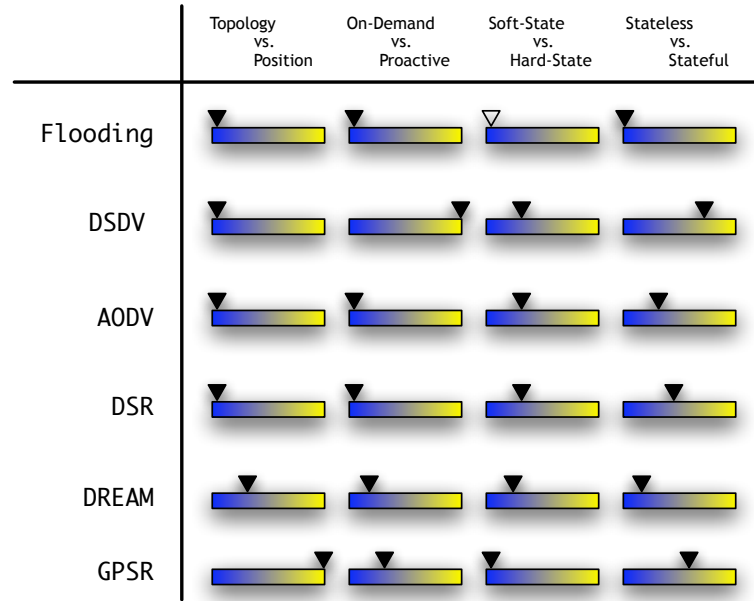 Topology
vs.
Position
On-Demand
vs.
Proactive
Soft-State
vs.
Hard-State
Stateless
vs.
Stateful
Flooding
DSDV
AODV
DSR
DREAM
GPSR